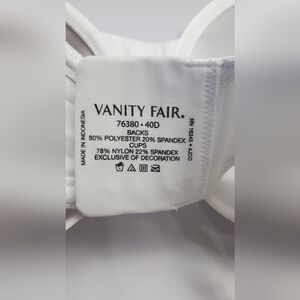 VANITY FAIR®
76380 • 40D
BACKS
80% POLYESTER 20% SPANDEX
CUPS
78% NYLON 22% SPANDEX
EXCLUSIVE OF DECORATION
MADE IN INDONESIA